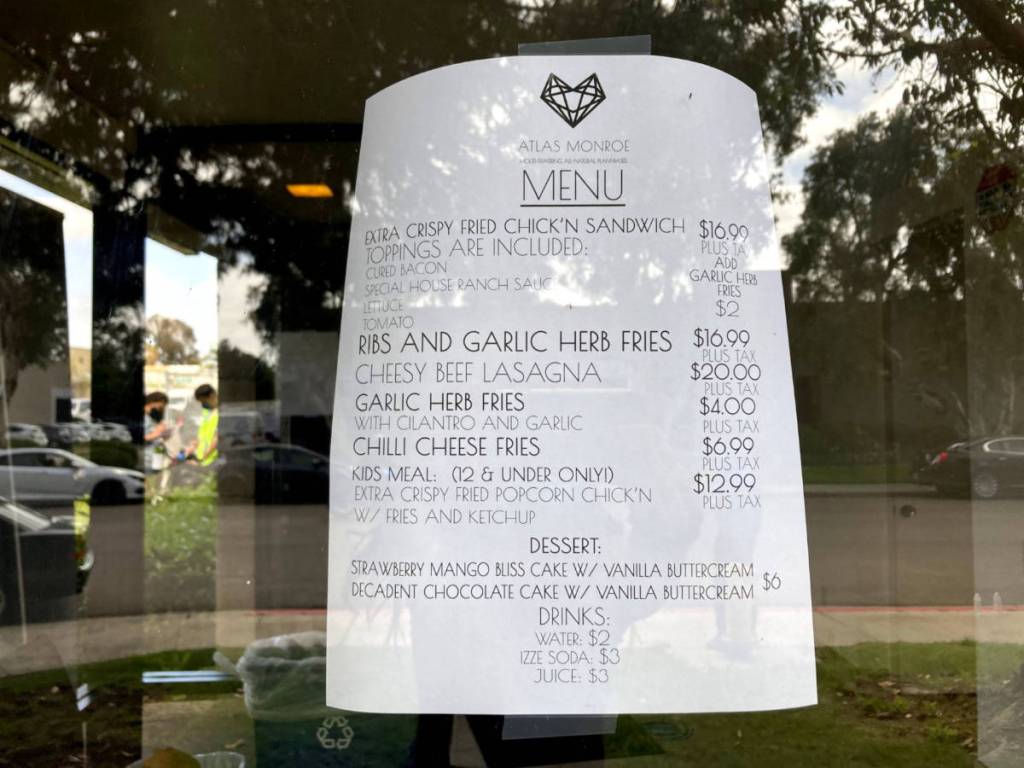 ATLAS MONROE
MENU
EXTRA CRISPY FRIED CHICK'N SANDWICH $16.99
TOPPINGS ARE INCLUDED: PLUS TA
CURED BACON ADD
SPECIAL HOUSE RANCH SAUC GARLIC HERB
LETTUCE FRIES
TOMATO $2
RIBS AND GARLIC HERB FRIES $16.99
PLUS TAX
CHEESY BEEF LASAGNA $20.00
PLUS TAX
GARLIC HERB FRIES $4.00
WITH CILANTRO AND GARLIC PLUS TAX
CHILLI CHEESE FRIES $6.99
PLUS TAX
KIDS MEAL: (12 & UNDER ONLY!) $12.99
EXTRA CRISPY FRIED POPCORN CHICK'N PLUS TAX
W/ FRIES AND KETCHUP
DESSERT:
STRAWBERRY MANGO BLISS CAKE W/ VANILLA BUTTERCREAM $6
DECADENT CHOCOLATE CAKE W/ VANILLA BUTTERCREAM
DRINKS:
WATER: $2
IZZE SODA: $3
JUICE: $3